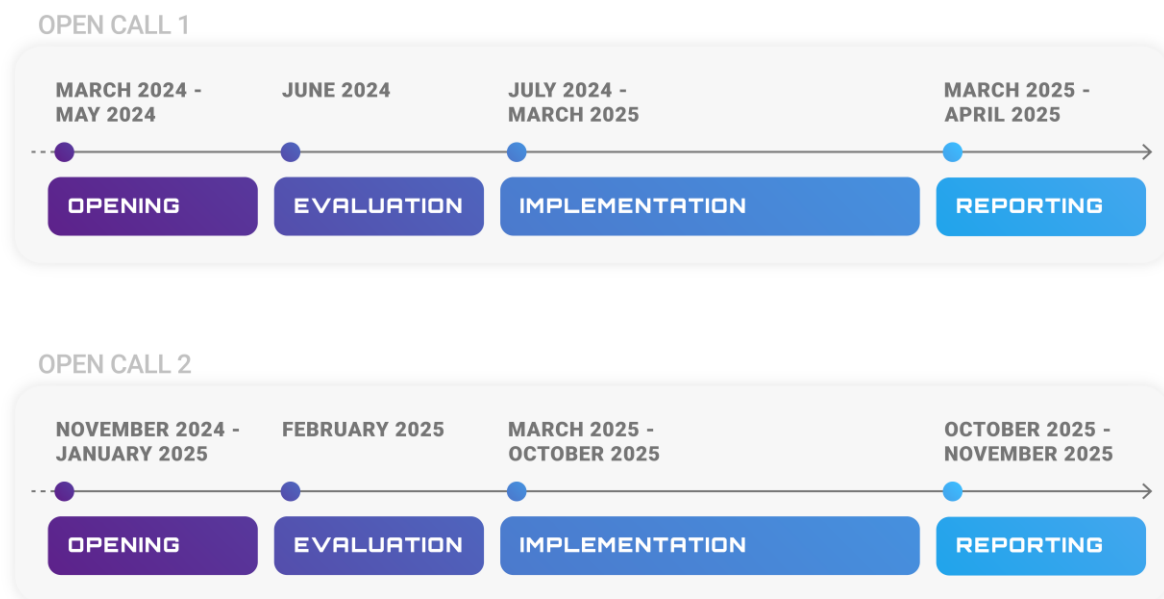 OPEN CALL 1
MARCH 2024 -
MAY 2024
JUNE 2024
JULY 2024 -
MARCH 2025
MARCH 2025 -
APRIL 2025
OPENING
EVALUATION
IMPLEMENTATION
REPORTING
OPEN CALL 2
NOVEMBER 2024 -
JANUARY 2025
FEBRUARY 2025
MARCH 2025 -
OCTOBER 2025
OCTOBER 2025 -
NOVEMBER 2025
OPENING
EVALUATION
IMPLEMENTATION
REPORTING